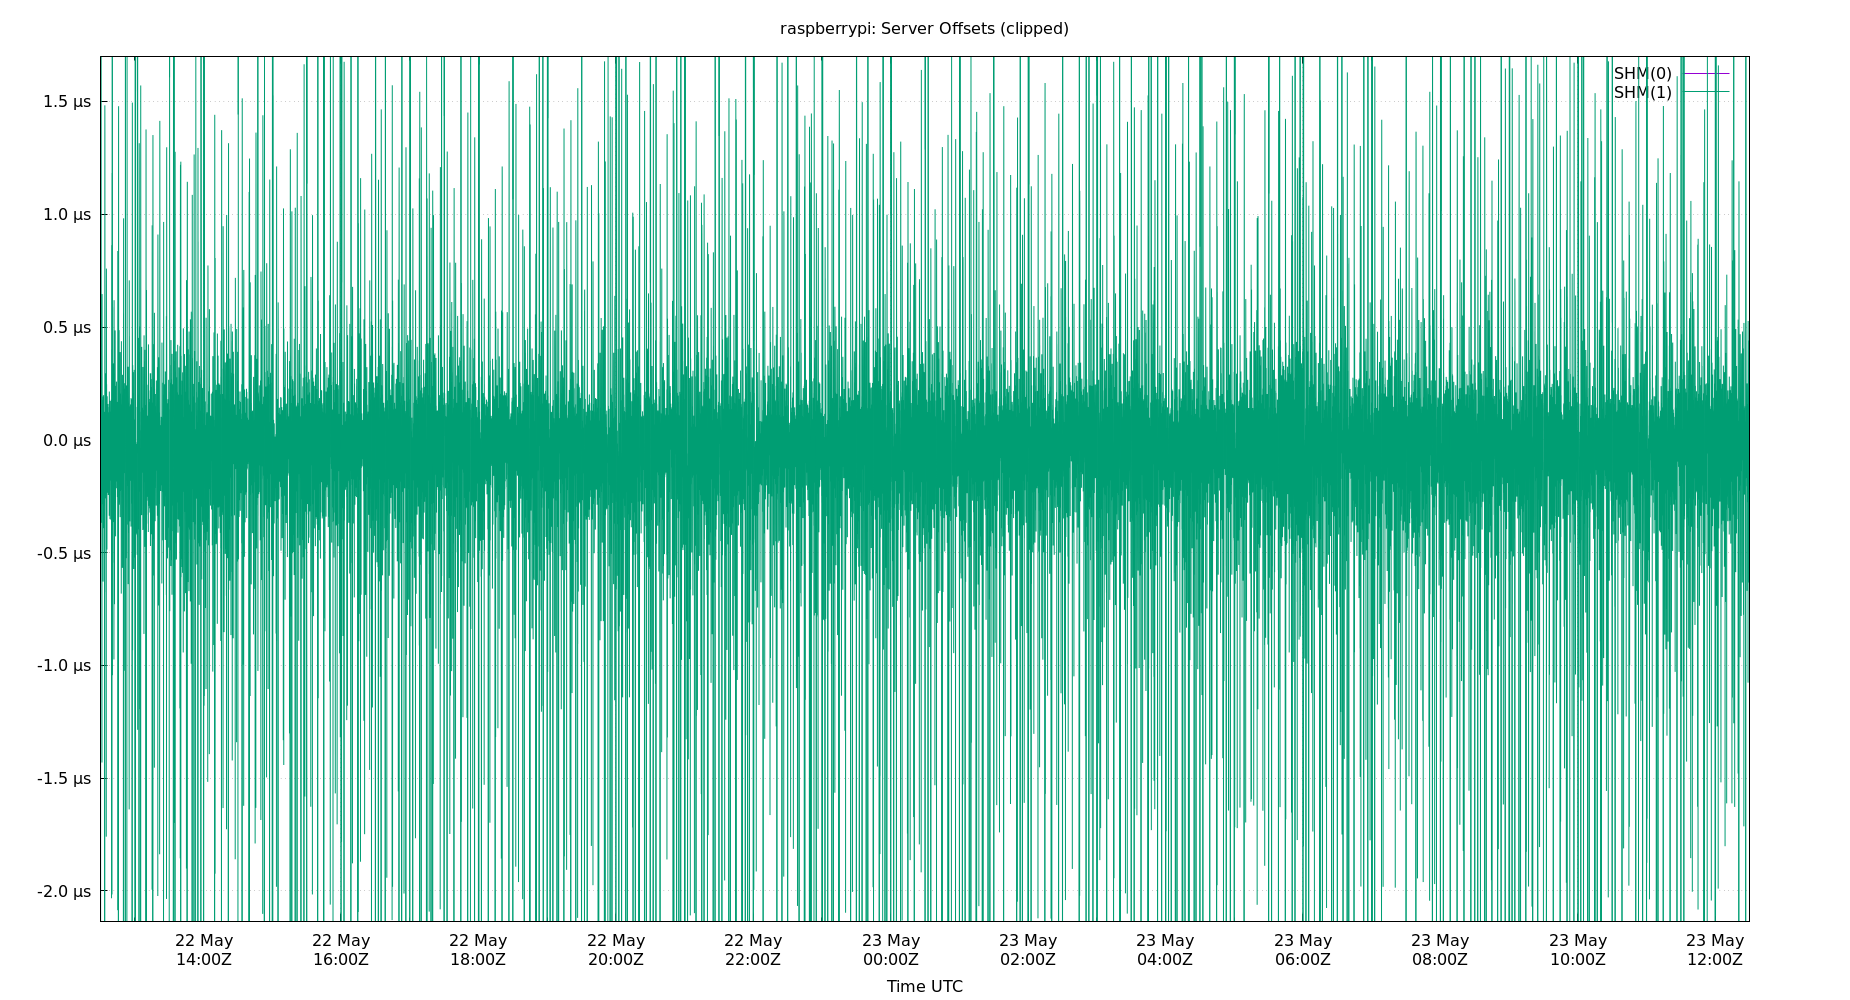 raspberrypi: Server Offsets (clipped)
SHM(0)
SHM(1)
1.5 µs
1.0 µs
0.5 µs
0.0 µs
-0.5 µs
-1.0 µs
-1.5 µs
-2.0 µs
22 May 22 May 22 May 22 May 22 May 23 May 23 May 23 May 23 May 23 May 23 May 23 May
14:00Z 16:00Z 18:00Z 20:00Z 22:00Z 00:00Z 02:00Z 04:00Z 06:00Z 08:00Z 10:00Z 12:00Z
Time UTC